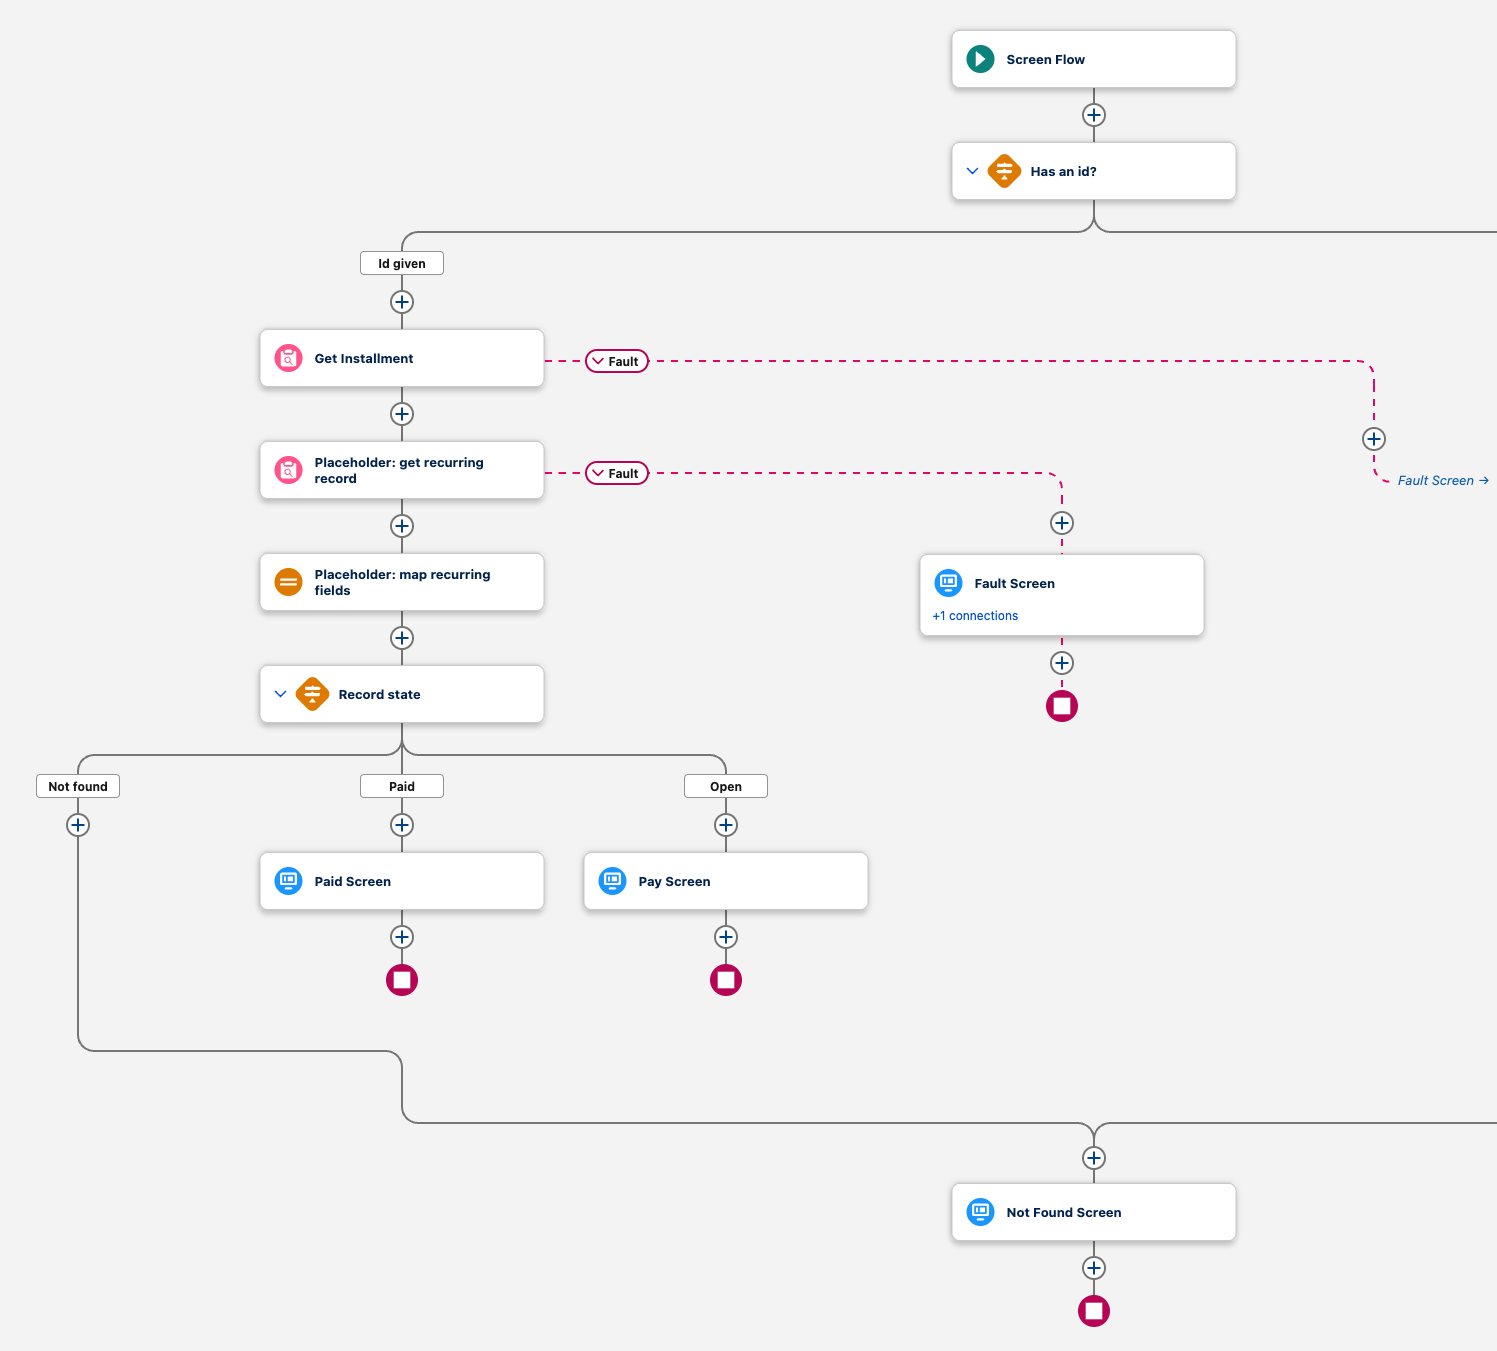 Screen Flow
Has an id?
Id given
Get Installment
Fault
Placeholder: get recurring
record
Fault
Fault Screen →
Placeholder: map recurring
fields
Fault Screen
+1 connections
Record state
Not found
Paid
Open
Paid Screen
Pay Screen
Not Found Screen